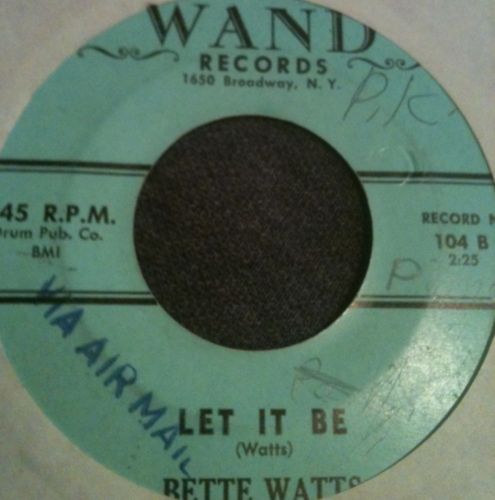 WAND
RECORDS
1650 Broadway, N. Y.
P.K.
45 R.P.M.
Drum Pub. Co.
BMI
RECORD N
104 B
2:25
P
VIA AIR MAIL
LET IT BE
(Watts)
BETTE WATTS